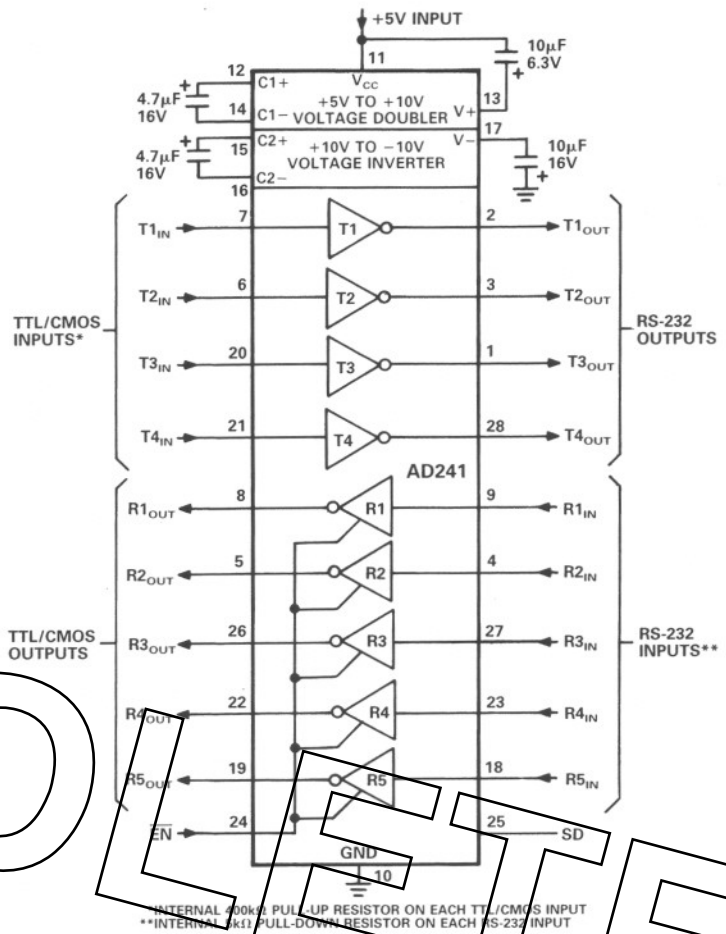 +5V INPUT
11
10µF
6.3V
+
12
C1+
VCC
+
4.7µF
16V
14
C1−
+5V TO +10V
VOLTAGE DOUBLER
V+
13
+
15
C2+
+10V TO −10V
VOLTAGE INVERTER
V−
17
4.7µF
16V
C2−
16
10µF
16V
+
TTL/CMOS
INPUTS*
T1IN
7
T1
2
T1OUT
T2IN
6
T2
3
T2OUT
T3IN
20
T3
1
T3OUT
T4IN
21
T4
28
T4OUT
RS-232
OUTPUTS
AD241
TTL/CMOS
OUTPUTS
R1OUT
8
R1
9
R1IN
R2OUT
5
R2
4
R2IN
R3OUT
26
R3
27
R3IN
R4OUT
22
R4
23
R4IN
R5OUT
19
R5
18
R5IN
RS-232
INPUTS**
EN
24
25
SD
GND
10
*INTERNAL 400kΩ PULL-UP RESISTOR ON EACH TTL/CMOS INPUT
**INTERNAL 5kΩ PULL-DOWN RESISTOR ON EACH RS-232 INPUT
OLETE